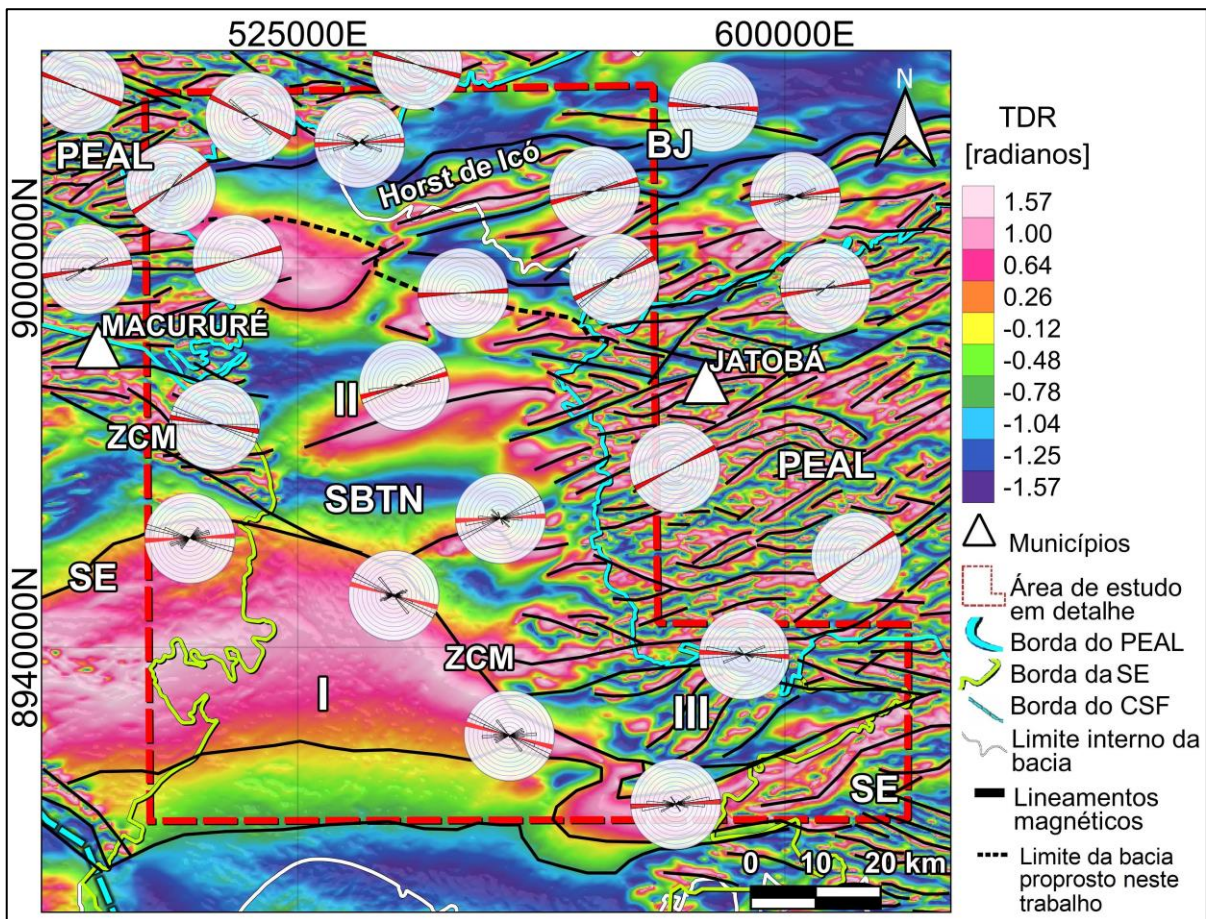 525000E
600000E
9000000N
8940000N
N
PEAL
BJ
Horst de Icó
MACURURÉ
JATOBÁ
II
ZCM
PEAL
SBTN
SE
ZCM
I
III
SE
0 10 20 km
TDR
[radianos]
1.57
1.00
0.64
0.26
-0.12
-0.48
-0.78
-1.04
-1.25
-1.57
Municípios
Área de estudo
em detalhe
Borda do PEAL
Borda da SE
Borda do CSF
Limite interno da
bacia
Lineamentos
magnéticos
Limite da bacia
proprosto neste
trabalho